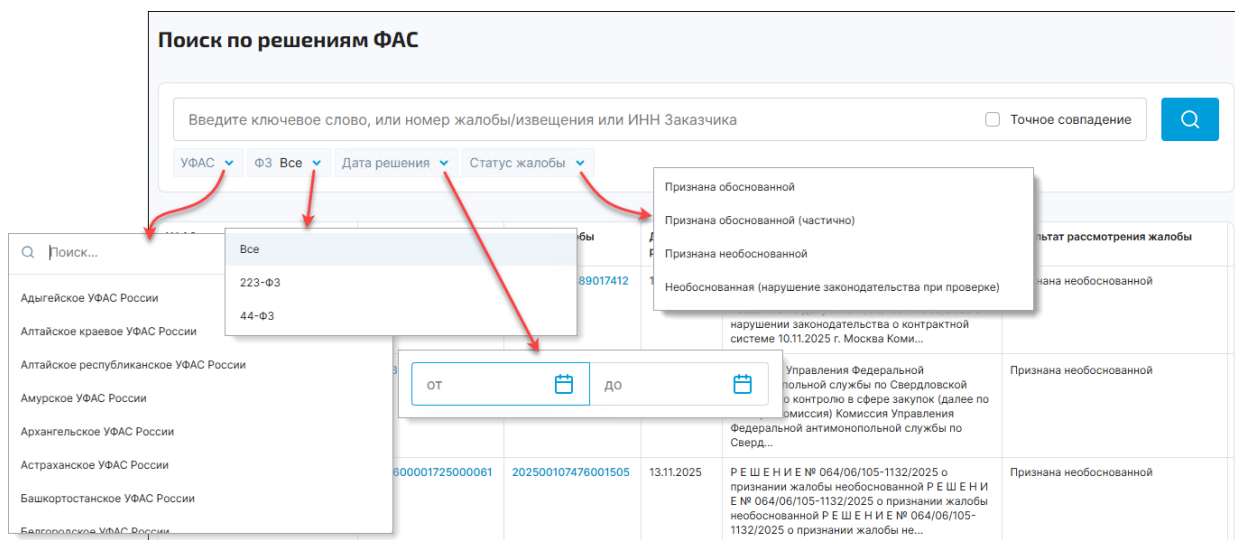 Поиск по решениям ФАС
Введите ключевое слово, или номер жалобы/извещения или ИНН Заказчика
Точное совпадение
УФАС
ФЗ Все
Дата решения
Статус жалобы
Признана обоснованной
Признана обоснованной (частично)
Признана необоснованной
Необоснованная (нарушение законодательства при проверке)
Поиск...
Адыгейское УФАС России
Алтайское краевое УФАС России
Алтайское республиканское УФАС России
Амурское УФАС России
Архангельское УФАС России
Астраханское УФАС России
Башкортостанское УФАС России
Белгородское УФАС России
Все
223-ФЗ
44-ФЗ
от
до
рассмотрения жалобы
89017412
нарушении законодательства о контрактной
системе 10.11.2025 г. Москва Коми...
Управления Федеральной
службы по Свердловской
контролю в сфере закупок (далее по
Комиссия Управления
Федеральной антимонопольной службы по
Сверд...
Признана необоснованной
600001725000061
202500107476001505
13.11.2025
Р Е Ш Е Н И Е № 064/06/105-1132/2025 о
признании жалобы необоснованной Р Е Ш Е Н И
Е № 064/06/105-1132/2025 о признании жалобы
необоснованной Р Е Ш Е Н И Е № 064/06/105-
1132/2025 о признании жалобы не...
Признана необоснованной